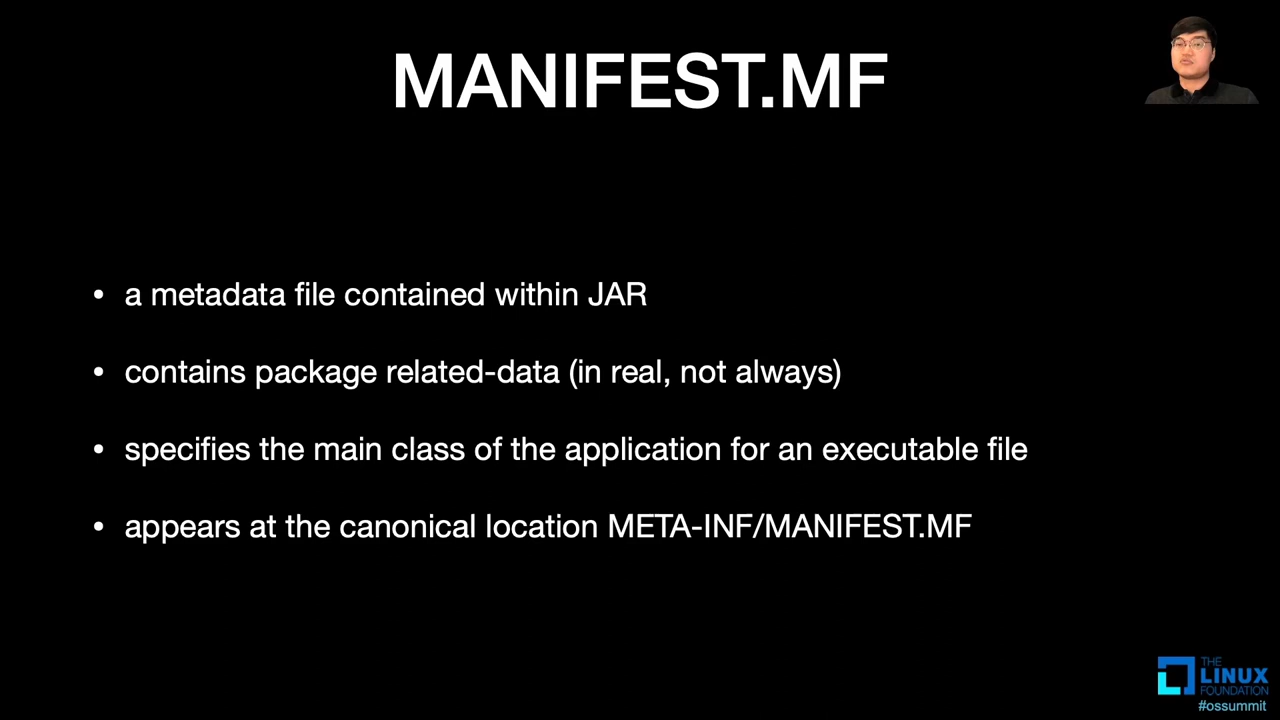 MANIFEST.MF
• a metadata file contained within JAR
• contains package related-data (in real, not always)
• specifies the main class of the application for an executable file
• appears at the canonical location META-INF/MANIFEST.MF
THE
LINUX
FOUNDATION
#ossummit